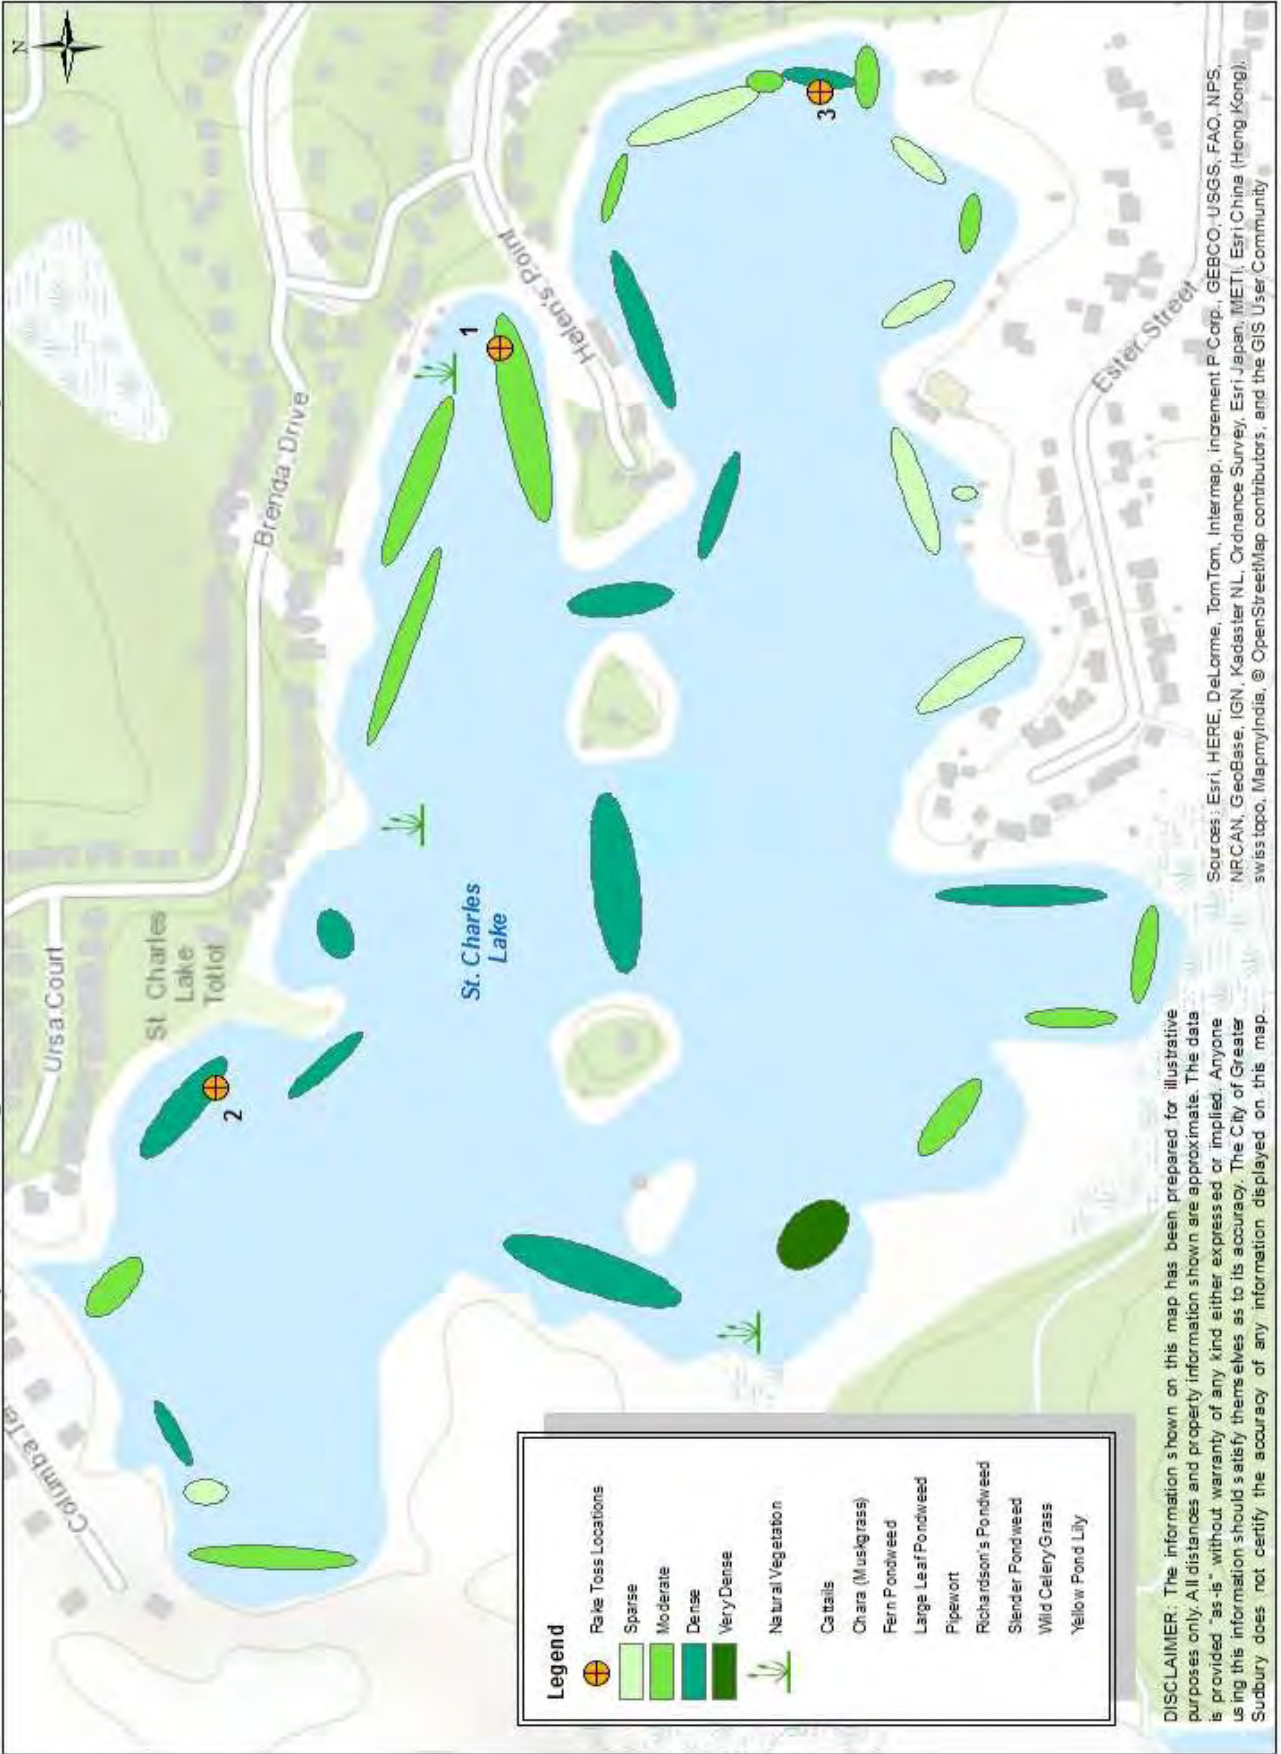 N
Ursa Court
Brenda Drive
Helen's Point
St. Charles
Lake
Totlot
St. Charles
Lake
Ester Street
1
2
3
Legend
Rake Toss Locations
Sparse
Moderate
Dense
Very Dense
Natural Vegetation
Cattails
Chara (Muskgrass)
Fern Pondweed
Large Leaf Pondweed
Pipewort
Richardson's Pondweed
Slender Pondweed
Wild Celery Grass
Yellow Pond Lily
DISCLAIMER: The information shown on this map has been prepared for illustrative
purposes only. All distances and property information shown are approximate. The data
is provided "as-is" without warranty of any kind either expressed or implied. Anyone
using this information should satisfy themselves as to its accuracy. The City of Greater
Sudbury does not certify the accuracy of any information displayed on this map.
Sources: Esri, HERE, DeLorme, TomTom, Intermap, increment P Corp., GEBCO, USGS, FAO, NPS,
NRCAN, GeoBase, IGN, Kadaster NL, Ordnance Survey, Esri Japan, METI, Esri China (Hong Kong),
swisstopo, MapmyIndia, © OpenStreetMap contributors, and the GIS User Community
Columba